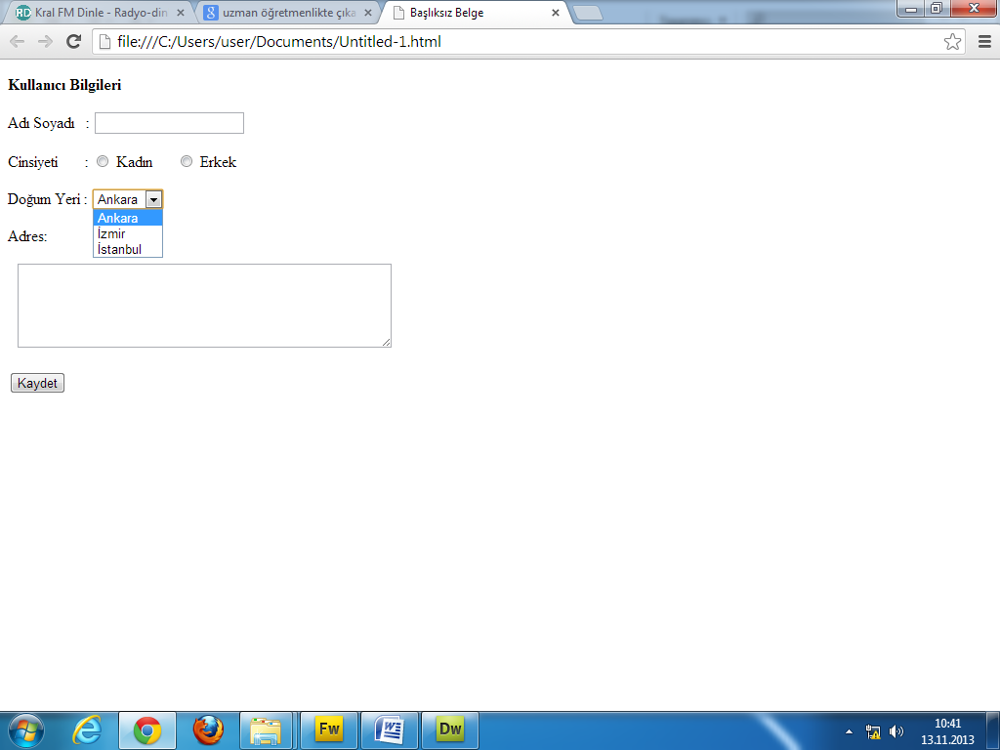 RD Kral FM Dinle - Radyo-din
8 uzman öğretmenlikte çıka
Başlıksız Belge
file:///C:/Users/user/Documents/Untitled-1.html
Kullanıcı Bilgileri
Adı Soyadı :
Cinsiyeti : Kadın Erkek
Doğum Yeri : Ankara
Ankara
İzmir
İstanbul
Adres:
Kaydet
Fw
W
Dw
10:41
13.11.2013